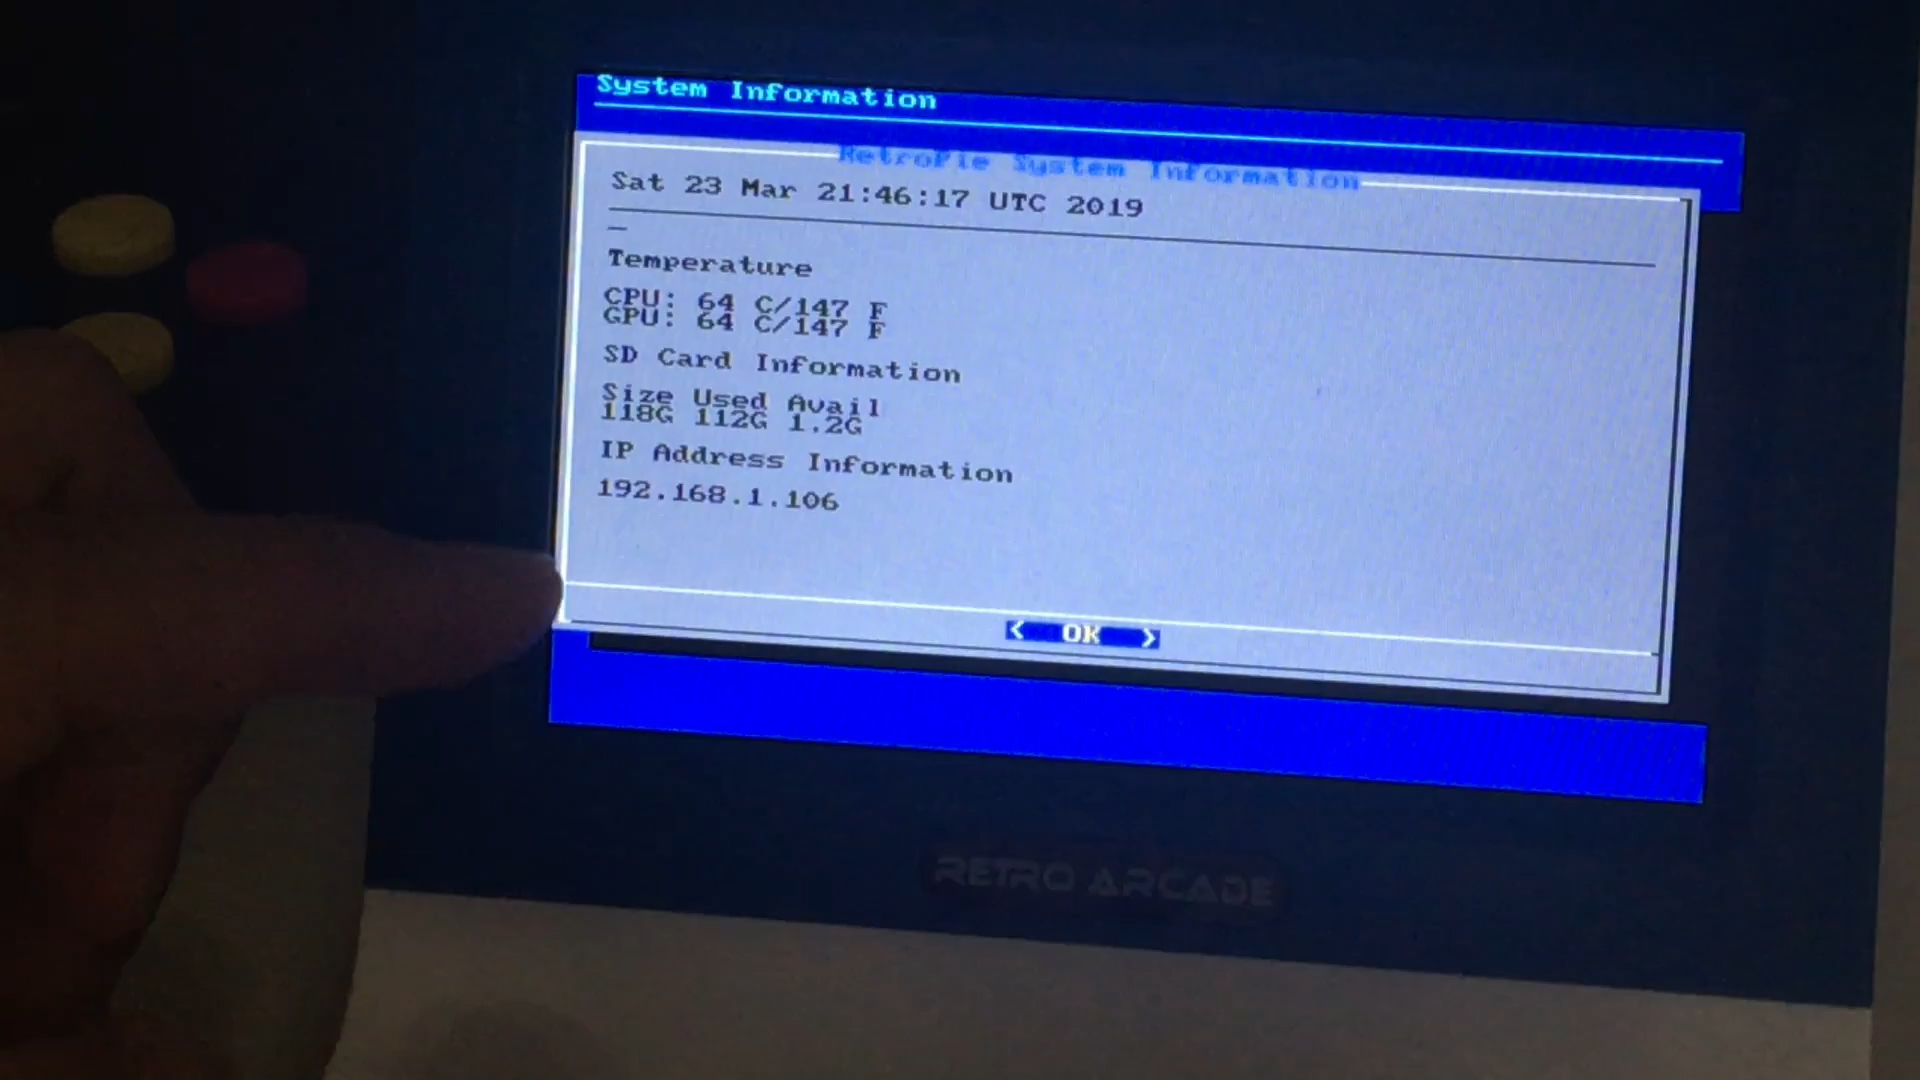 System Information
RetroPie System Information
Sat 23 Mar 21:46:17 UTC 2019
Temperature
CPU: 64 C/147 F
GPU: 64 C/147 F
SD Card Information
Size Used Avail
118G 112G 1.2G
IP Address Information
192.168.1.106
< OK >
RETRO ARCADE